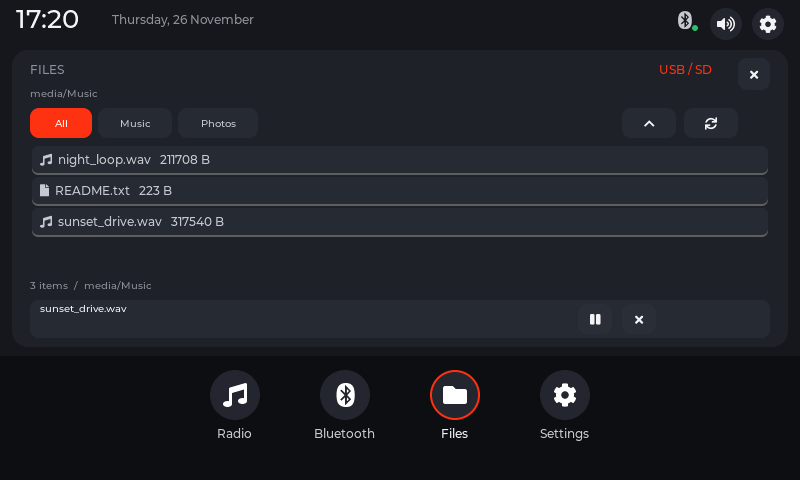 17:20
Thursday, 26 November
FILES
USB / SD
media/Music
All
Music
Photos
night_loop.wav 211708 B
README.txt 223 B
sunset_drive.wav 317540 B
3 items / media/Music
sunset_drive.wav
Radio
Bluetooth
Files
Settings